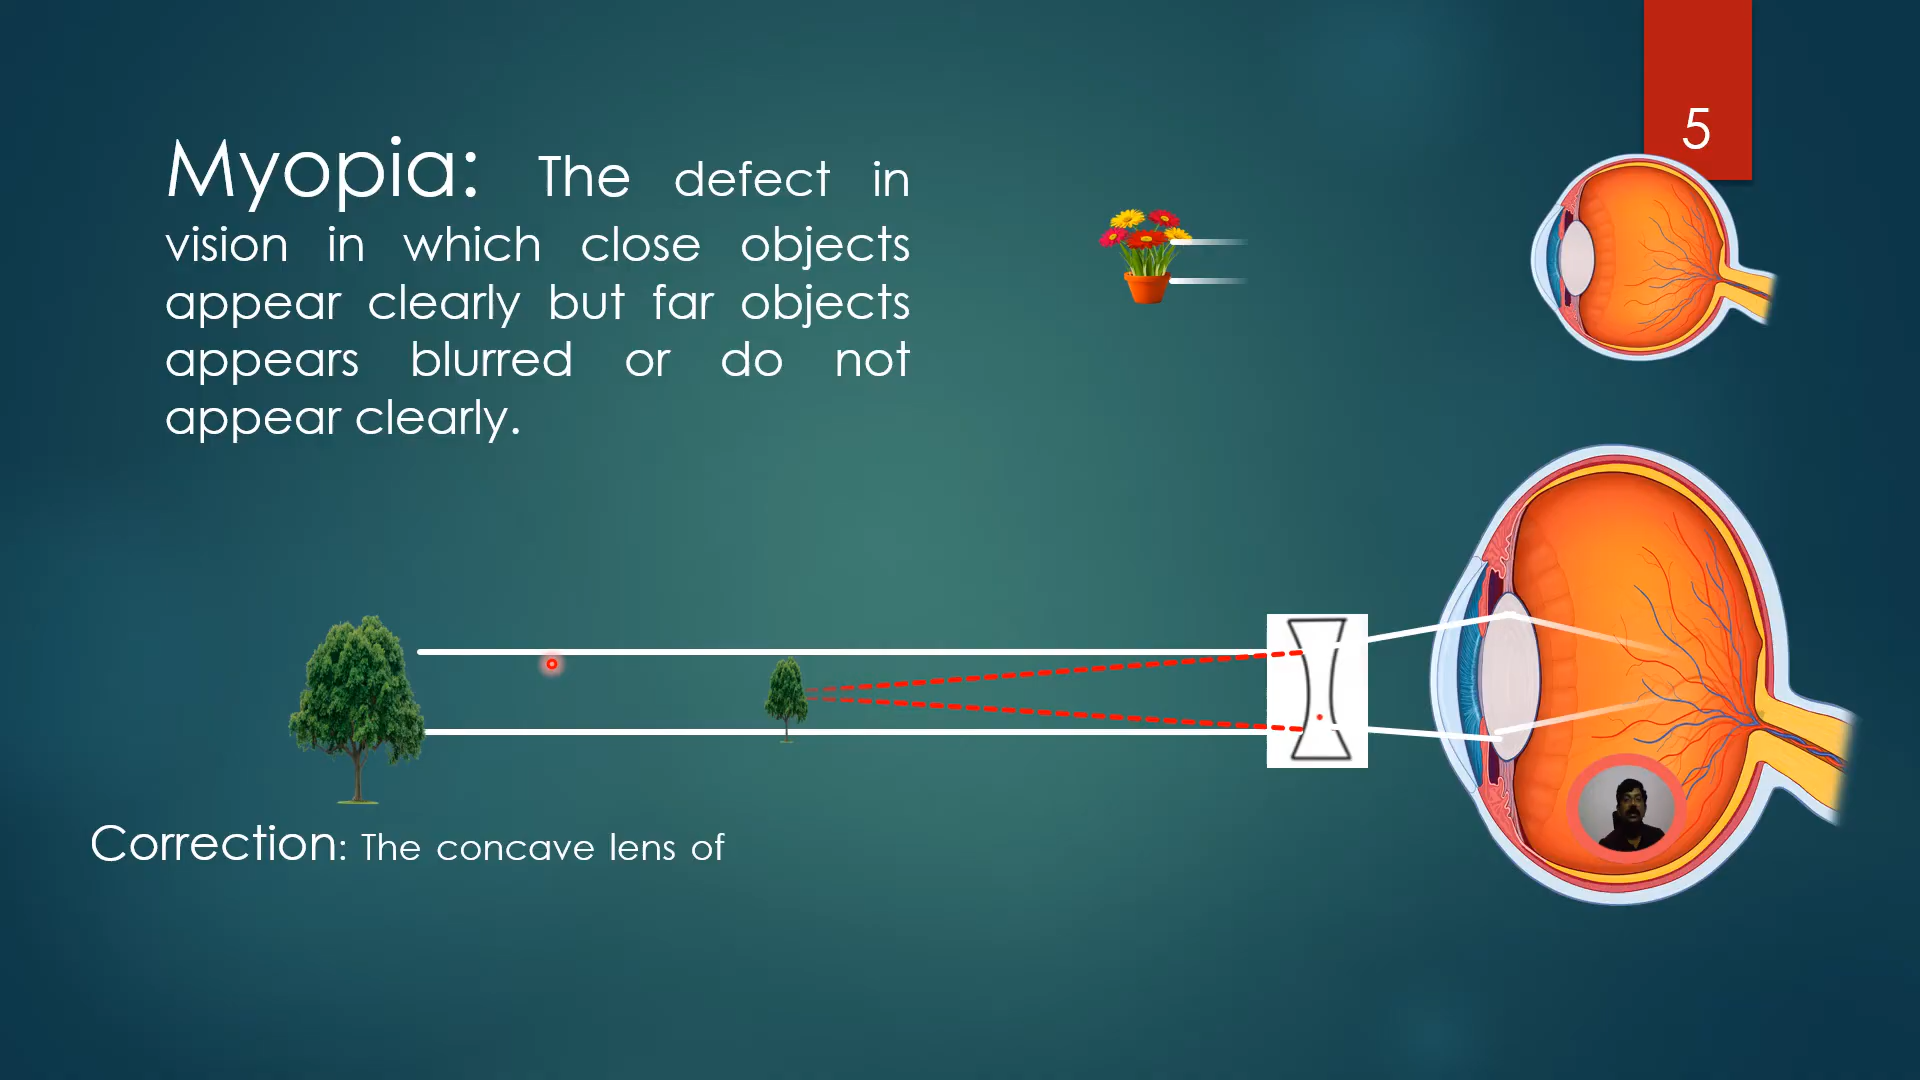 5
Myopia: The defect in
vision in which close objects
appear clearly but far objects
appears blurred or do not
appear clearly.
Correction: The concave lens of